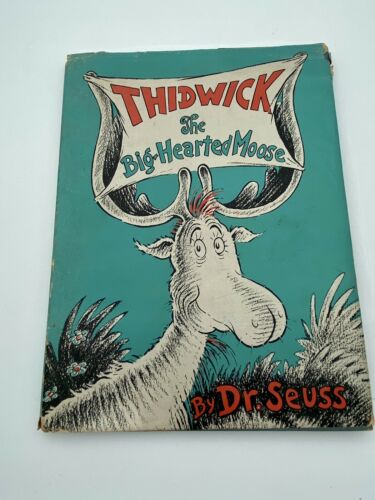 THIDWICK
The
Big-Hearted Moose
By Dr. Seuss